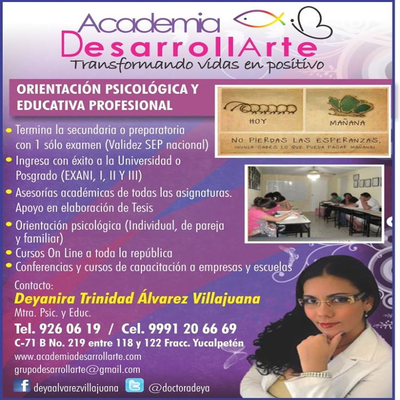 Academia
DesarrollArte
Transformando vidas en positivo
ORIENTACIÓN PSICOLÓGICA Y
EDUCATIVA PROFESIONAL
HOY
MAÑANA
NO PIERDAS LAS ESPERANZAS,
NUNCA SABES LO QUE PUEDA PASAR MAÑANA!
• Termina la secundaria o preparatoria
con 1 sólo examen (Validez SEP nacional)
• Ingresa con éxito a la Universidad o
Posgrado (EXANI, I, II Y III)
• Asesorías académicas de todas las asignaturas.
Apoyo en elaboración de Tesis
• Orientación psicológica (Individual, de pareja
y familiar)
• Cursos On Line a toda la república
• Conferencias y cursos de capacitación a empresas y escuelas
Contacto:
Deyanira Trinidad Álvarez Villajuana
Mtra. Psic. y Educ.
Tel. 926 06 19 / Cel. 9991 20 66 69
C-71 B No. 219 entre 118 y 122 Fracc. Yucalpetén
www.academiadesarrollarte.com
grupodesarrollarte@gmail.com
f deyaalvarezvillajuana @doctoradeya